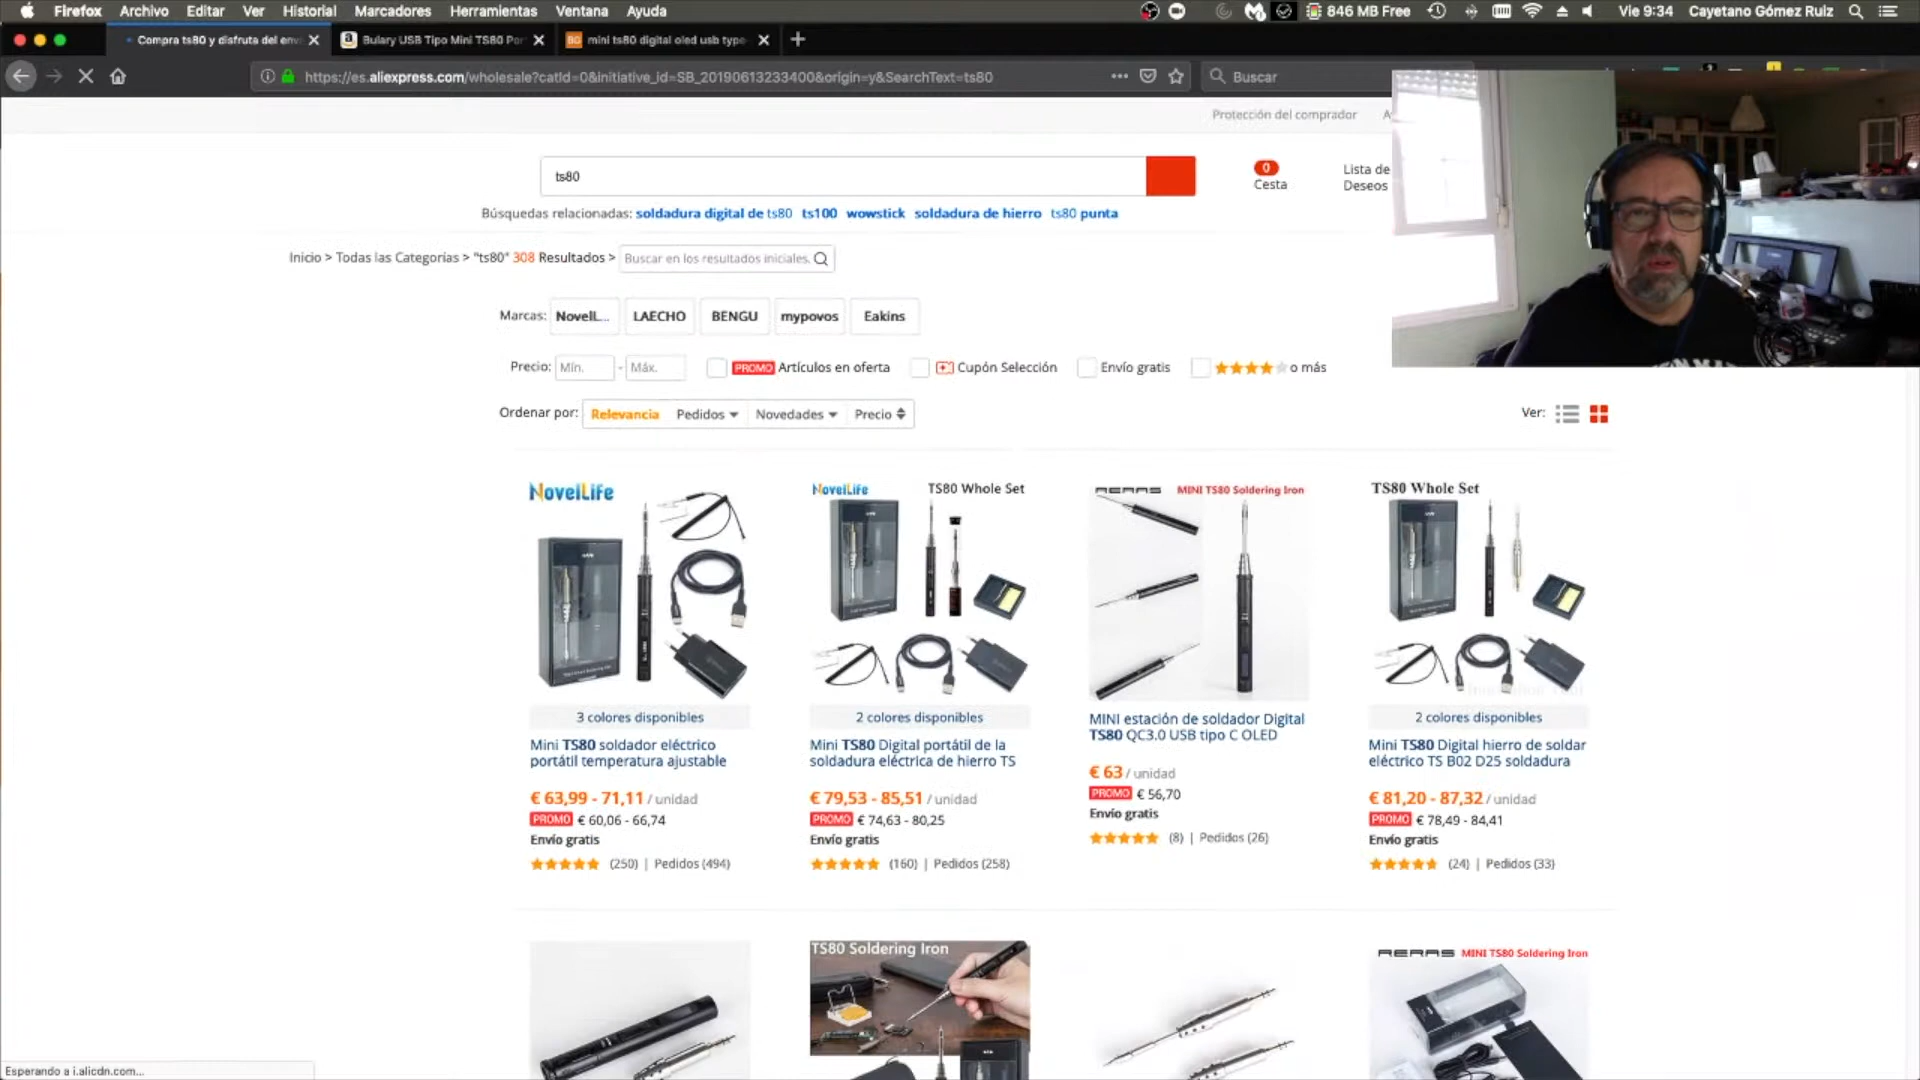 Firefox Archivo Editar Ver Historial Marcadores Herramientas Ventana Ayuda
846 MB Free Vie 9:34 Cayetano Gómez Ruiz
Compra ts80 y disfruta del env
Bulary USB Tipo Mini TS80 Por
BG mini ts80 digital oled usb type
https://es.aliexpress.com/wholesale?catId=0&initiative_id=SB_20190613233400&origin=y&SearchText=ts80
Buscar
Protección del comprador
ts80
0
Cesta
Lista de
Deseos
Búsquedas relacionadas: soldadura digital de ts80 ts100 wowstick soldadura de hierro ts80 punta
Inicio > Todas las Categorías > "ts80" 308 Resultados > Buscar en los resultados iniciales.
Marcas: NovelL... LAECHO BENGU mypovos Eakins
Precio: Mín. - Máx. PROMO Artículos en oferta Cupón Selección Envío gratis o más
Ordenar por: Relevancia Pedidos Novedades Precio
Ver:
NovelLife
NovelLife TS80 Whole Set
MINI TS80 Soldering Iron
TS80 Whole Set
3 colores disponibles
Mini TS80 soldador eléctrico
portátil temperatura ajustable
€ 63,99 - 71,11 / unidad
PROMO € 60,06 - 66,74
Envío gratis
(250) | Pedidos (494)
2 colores disponibles
Mini TS80 Digital portátil de la
soldadura eléctrica de hierro TS
€ 79,53 - 85,51 / unidad
PROMO € 74,63 - 80,25
Envío gratis
(160) | Pedidos (258)
MINI estación de soldador Digital
TS80 QC3.0 USB tipo C OLED
€ 63 / unidad
PROMO € 56,70
Envío gratis
(8) | Pedidos (26)
2 colores disponibles
Mini TS80 Digital hierro de soldar
eléctrico TS B02 D25 soldadura
€ 81,20 - 87,32 / unidad
PROMO € 78,49 - 84,41
Envío gratis
(24) | Pedidos (33)
TS80 Soldering Iron
MINI TS80 Soldering Iron
Esperando a i.alicdn.com...